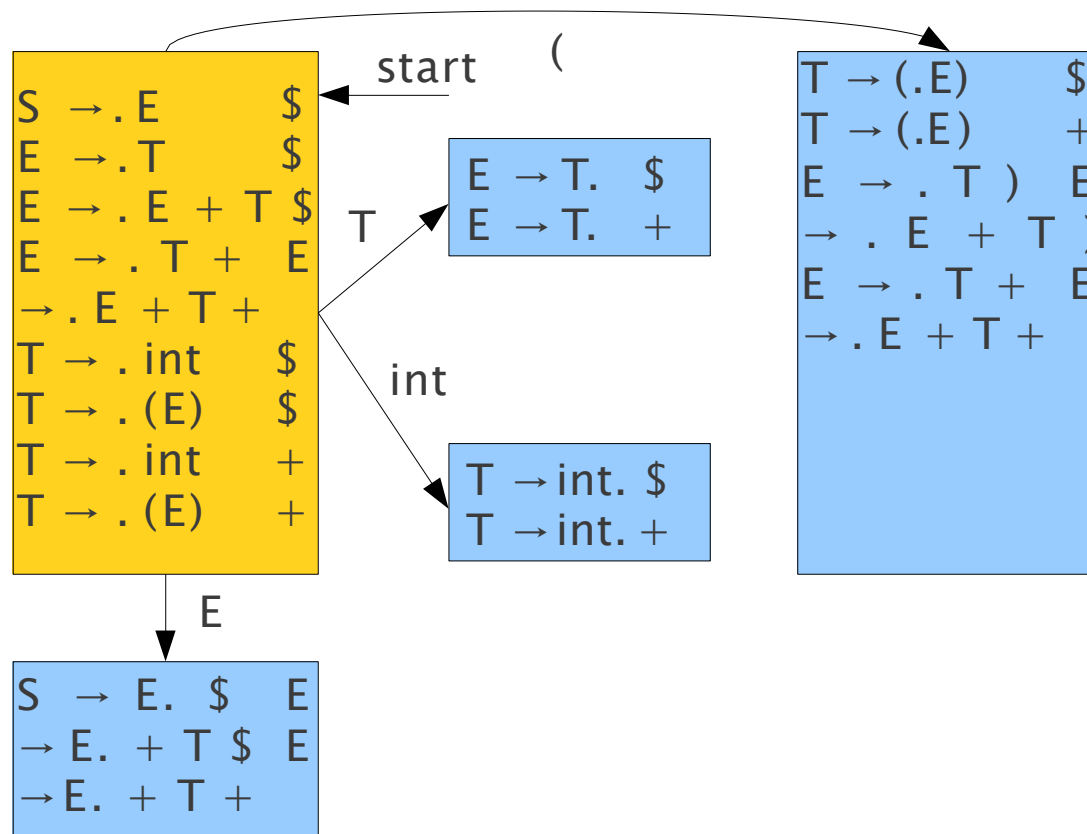 start
(
S → . E $
E → . T $
E → . E + T $
E → . T + E
→ . E + T +
T → . int $
T → . (E) $
T → . int +
T → . (E) +
T
E → T. $
E → T. +
int
T → int. $
T → int. +
T → (.E) $
T → (.E) +
E → . T ) E
→ . E + T )
E → . T + E
→ . E + T +
E
S → E. $ E
→ E. + T $ E
→ E. + T +